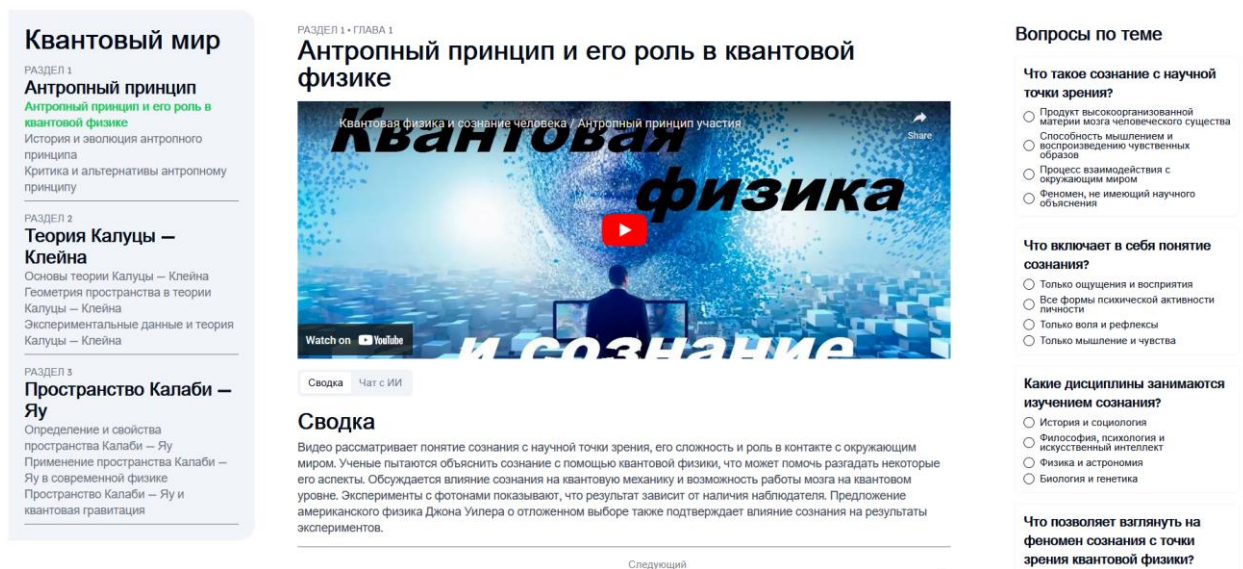 Квантовый мир
РАЗДЕЛ 1
Антропный принцип
Антропный принцип и его роль в
квантовой физике
История и эволюция антропного
принципа
Критика и альтернативы антропному
принципу
РАЗДЕЛ 2
Теория Калуцы —
Клейна
Основы теории Калуцы — Клейна
Геометрия пространства в теории
Калуцы — Клейна
Экспериментальные данные и теория
Калуцы — Клейна
РАЗДЕЛ 3
Пространство Калаби —
Яу
Определение и свойства
пространства Калаби — Яу
Применение пространства Калаби —
Яу в современной физике
Пространство Калаби — Яу и
квантовая гравитация
РАЗДЕЛ 1 • ГЛАВА 1
Антропный принцип и его роль в квантовой
физике
Квантовая физика и сознание человека / Антропный принцип участия
Share
Квантовая
физика
и сознание
Watch on YouTube
Сводка Чат с ИИ
Сводка
Видео рассматривает понятие сознания с научной точки зрения, его сложность и роль в контакте с окружающим
миром. Ученые пытаются объяснить сознание с помощью квантовой физики, что может помочь разгадать некоторые
его аспекты. Обсуждается влияние сознания на квантовую механику и возможность работы мозга на квантовом
уровне. Эксперименты с фотонами показывают, что результат зависит от наличия наблюдателя. Предложение
американского физика Джона Уилера о отложенном выборе также подтверждает влияние сознания на результаты
экспериментов.
Следующий
Вопросы по теме
Что такое сознание с научной
точки зрения?
Продукт высокоорганизованной
материи мозга человеческого существа
Способность мышлением и
воспроизведению чувственных
образов
Процесс взаимодействия с
окружающим миром
Феномен, не имеющий научного
объяснения
Что включает в себя понятие
сознания?
Только ощущения и восприятия
Все формы психической активности
личности
Только воля и рефлексы
Только мышление и чувства
Какие дисциплины занимаются
изучением сознания?
История и социология
Философия, психология и
искусственный интеллект
Физика и астрономия
Биология и генетика
Что позволяет взглянуть на
феномен сознания с точки
зрения квантовой физики?